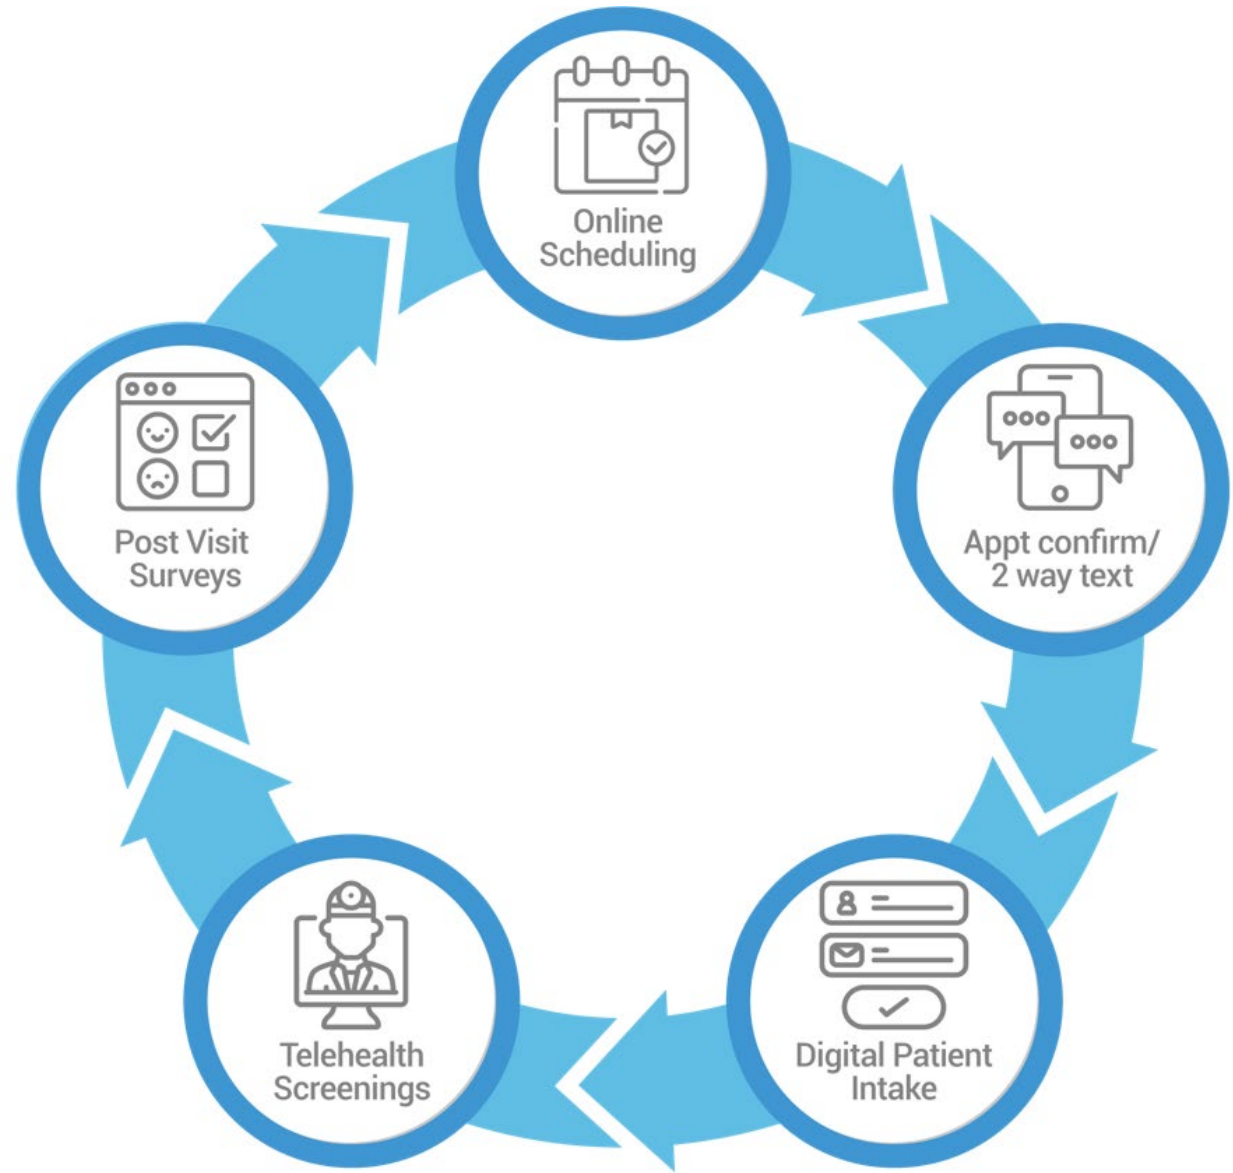 Online
Scheduling
Appt confirm/
2 way text
Digital Patient
Intake
Telehealth
Screenings
Post Visit
Surveys